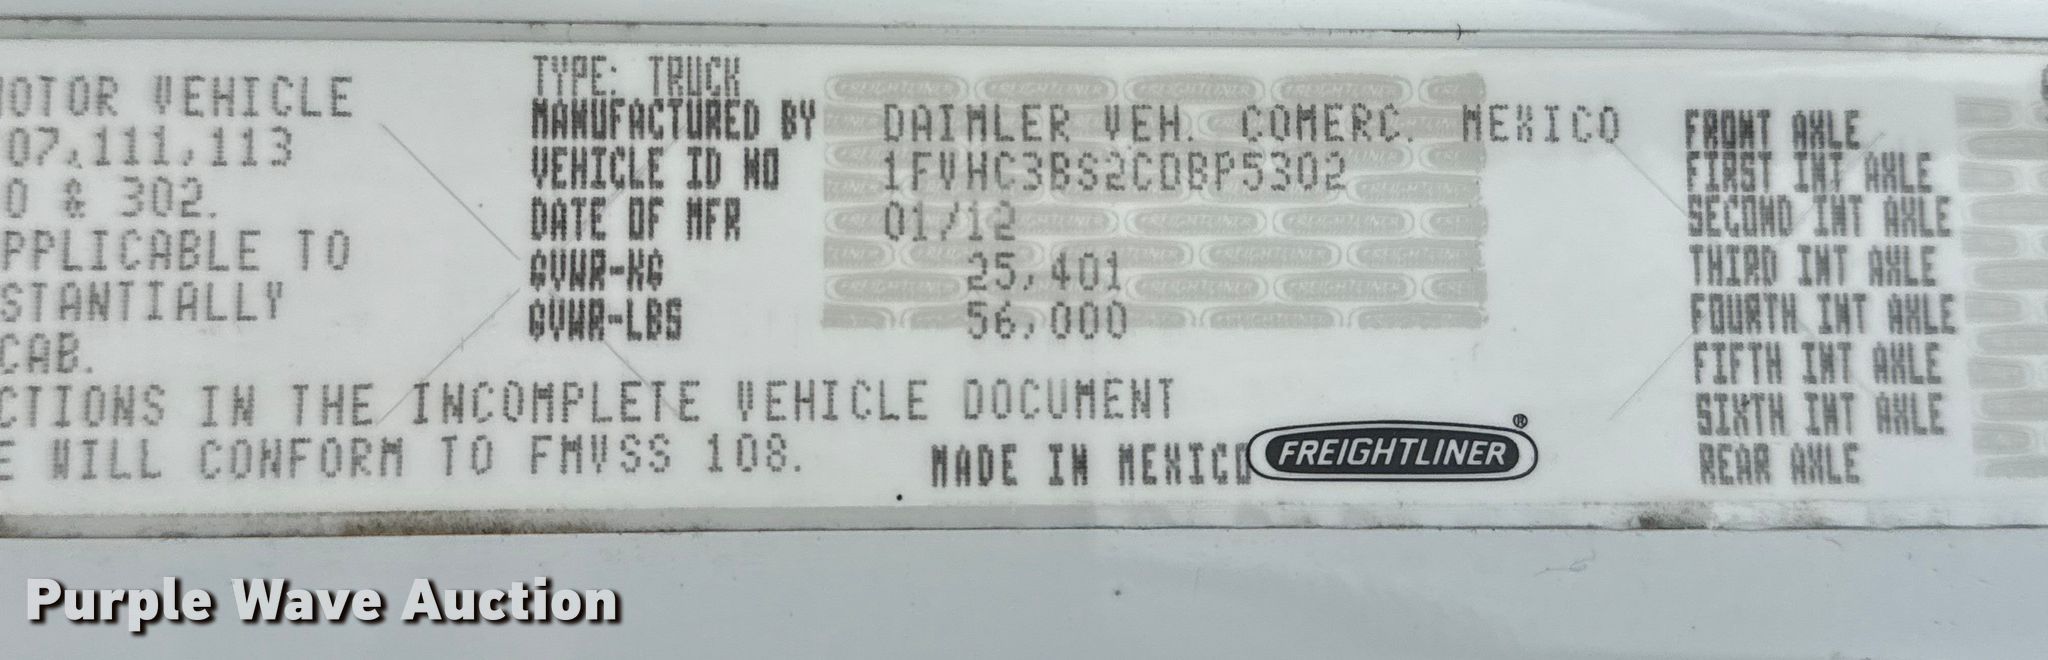 MOTOR VEHICLE
07,111,113
0 & 302.
PPLICABLE TO
STANTIALLY
CAB.
CTIONS IN THE INCOMPLETE VEHICLE DOCUMENT
E WILL CONFORM TO FMVSS 108.
TYPE: TRUCK
MANUFACTURED BY DAIMLER VEH. COMERC. MEXICO
VEHICLE ID NO 1FVHC3BS2CDBP5302
DATE OF MFR 01/12
GVWR-KG 25,401
GVWR-LBS 56,000
MADE IN MEXICO
FREIGHTLINER®
FRONT AXLE
FIRST INT AXLE
SECOND INT AXLE
THIRD INT AXLE
FOURTH INT AXLE
FIFTH INT AXLE
SIXTH INT AXLE
REAR AXLE
Purple Wave Auction